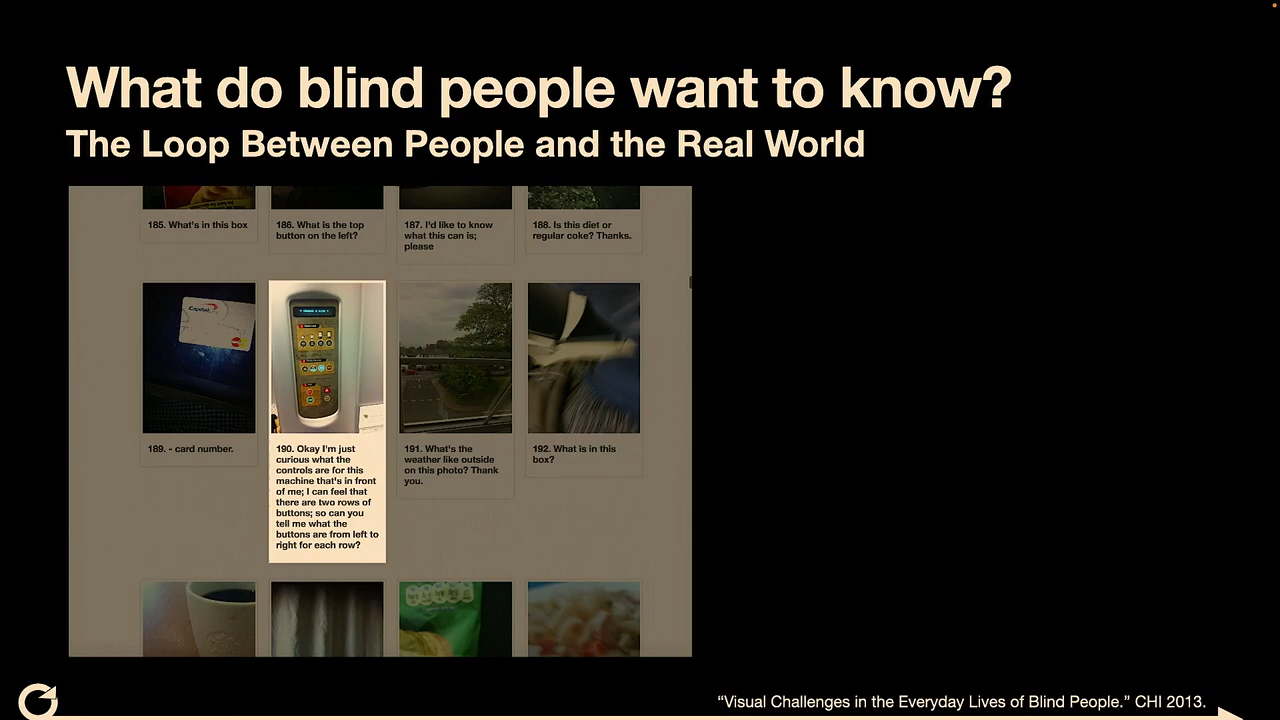 What do blind people want to know?
The Loop Between People and the Real World
185. What's in this box
186. What is the top
button on the left?
187. I'd like to know
what this can is;
please
188. Is this diet or
regular coke? Thanks.
Capital
189. - card number.
190. Okay I'm just
curious what the
controls are for this
machine that's in front
of me; I can feel that
there are two rows of
buttons; so can you
tell me what the
buttons are from left to
right for each row?
191. What's the
weather like outside
on this photo? Thank
you.
192. What is in this
box?
“Visual Challenges in the Everyday Lives of Blind People.” CHI 2013.